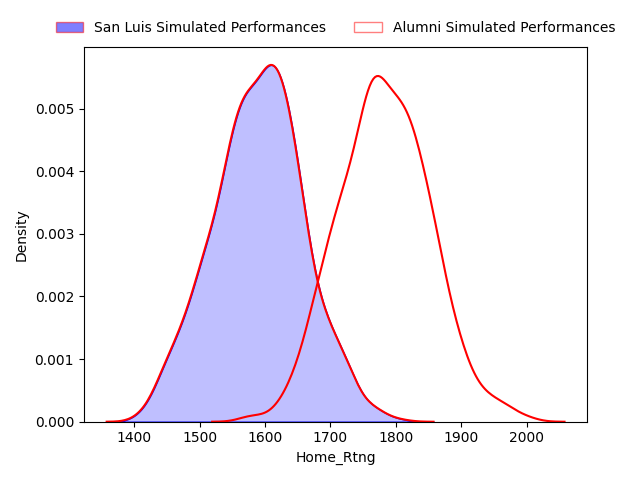 San Luis Simulated Performances Alumni Simulated Performances
0.005
0.004
0.003
0.002
0.001
0.000
Density
1400 1500 1600 1700 1800 1900 2000
Home_Rtng